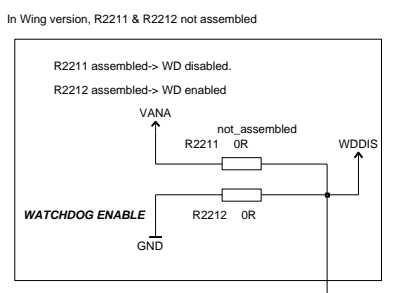 In Wing version, R2211 & R2212 not assembled
R2211 assembled-> WD disabled.
R2212 assembled-> WD enabled
VANA
not_assembled
R2211 0R
WDDIS
WATCHDOG ENABLE
R2212 0R
GND